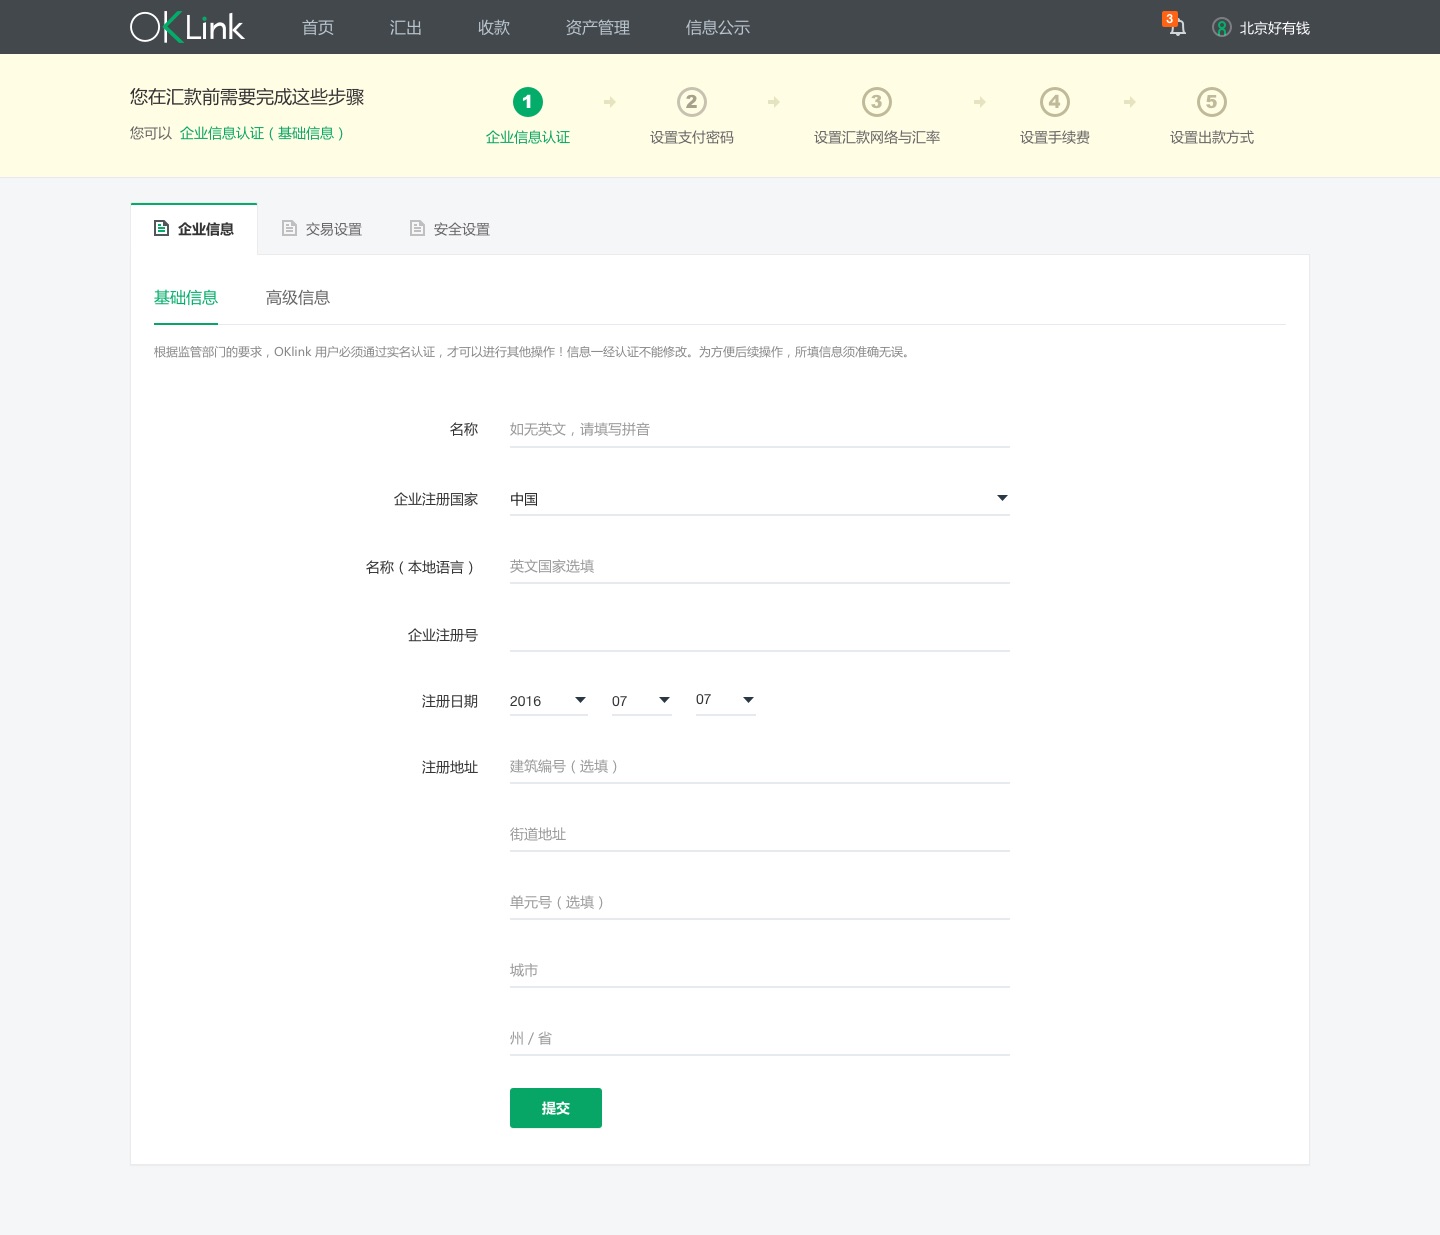 OKLink 首页 汇出 收款 资产管理 信息公示 3 北京好有钱
您在汇款前需要完成这些步骤
您可以 企业信息认证（基础信息）
1 2 3 4 5
企业信息认证 设置支付密码 设置汇款网络与汇率 设置手续费 设置出款方式
企业信息 交易设置 安全设置
基础信息 高级信息
根据监管部门的要求，OKlink 用户必须通过实名认证，才可以进行其他操作！信息一经认证不能修改。为方便后续操作，所填信息须准确无误。
名称 如无英文，请填写拼音
企业注册国家 中国
名称（本地语言） 英文国家选填
企业注册号
注册日期 2016 07 07
注册地址 建筑编号（选填）
街道地址
单元号（选填）
城市
州 / 省
提交